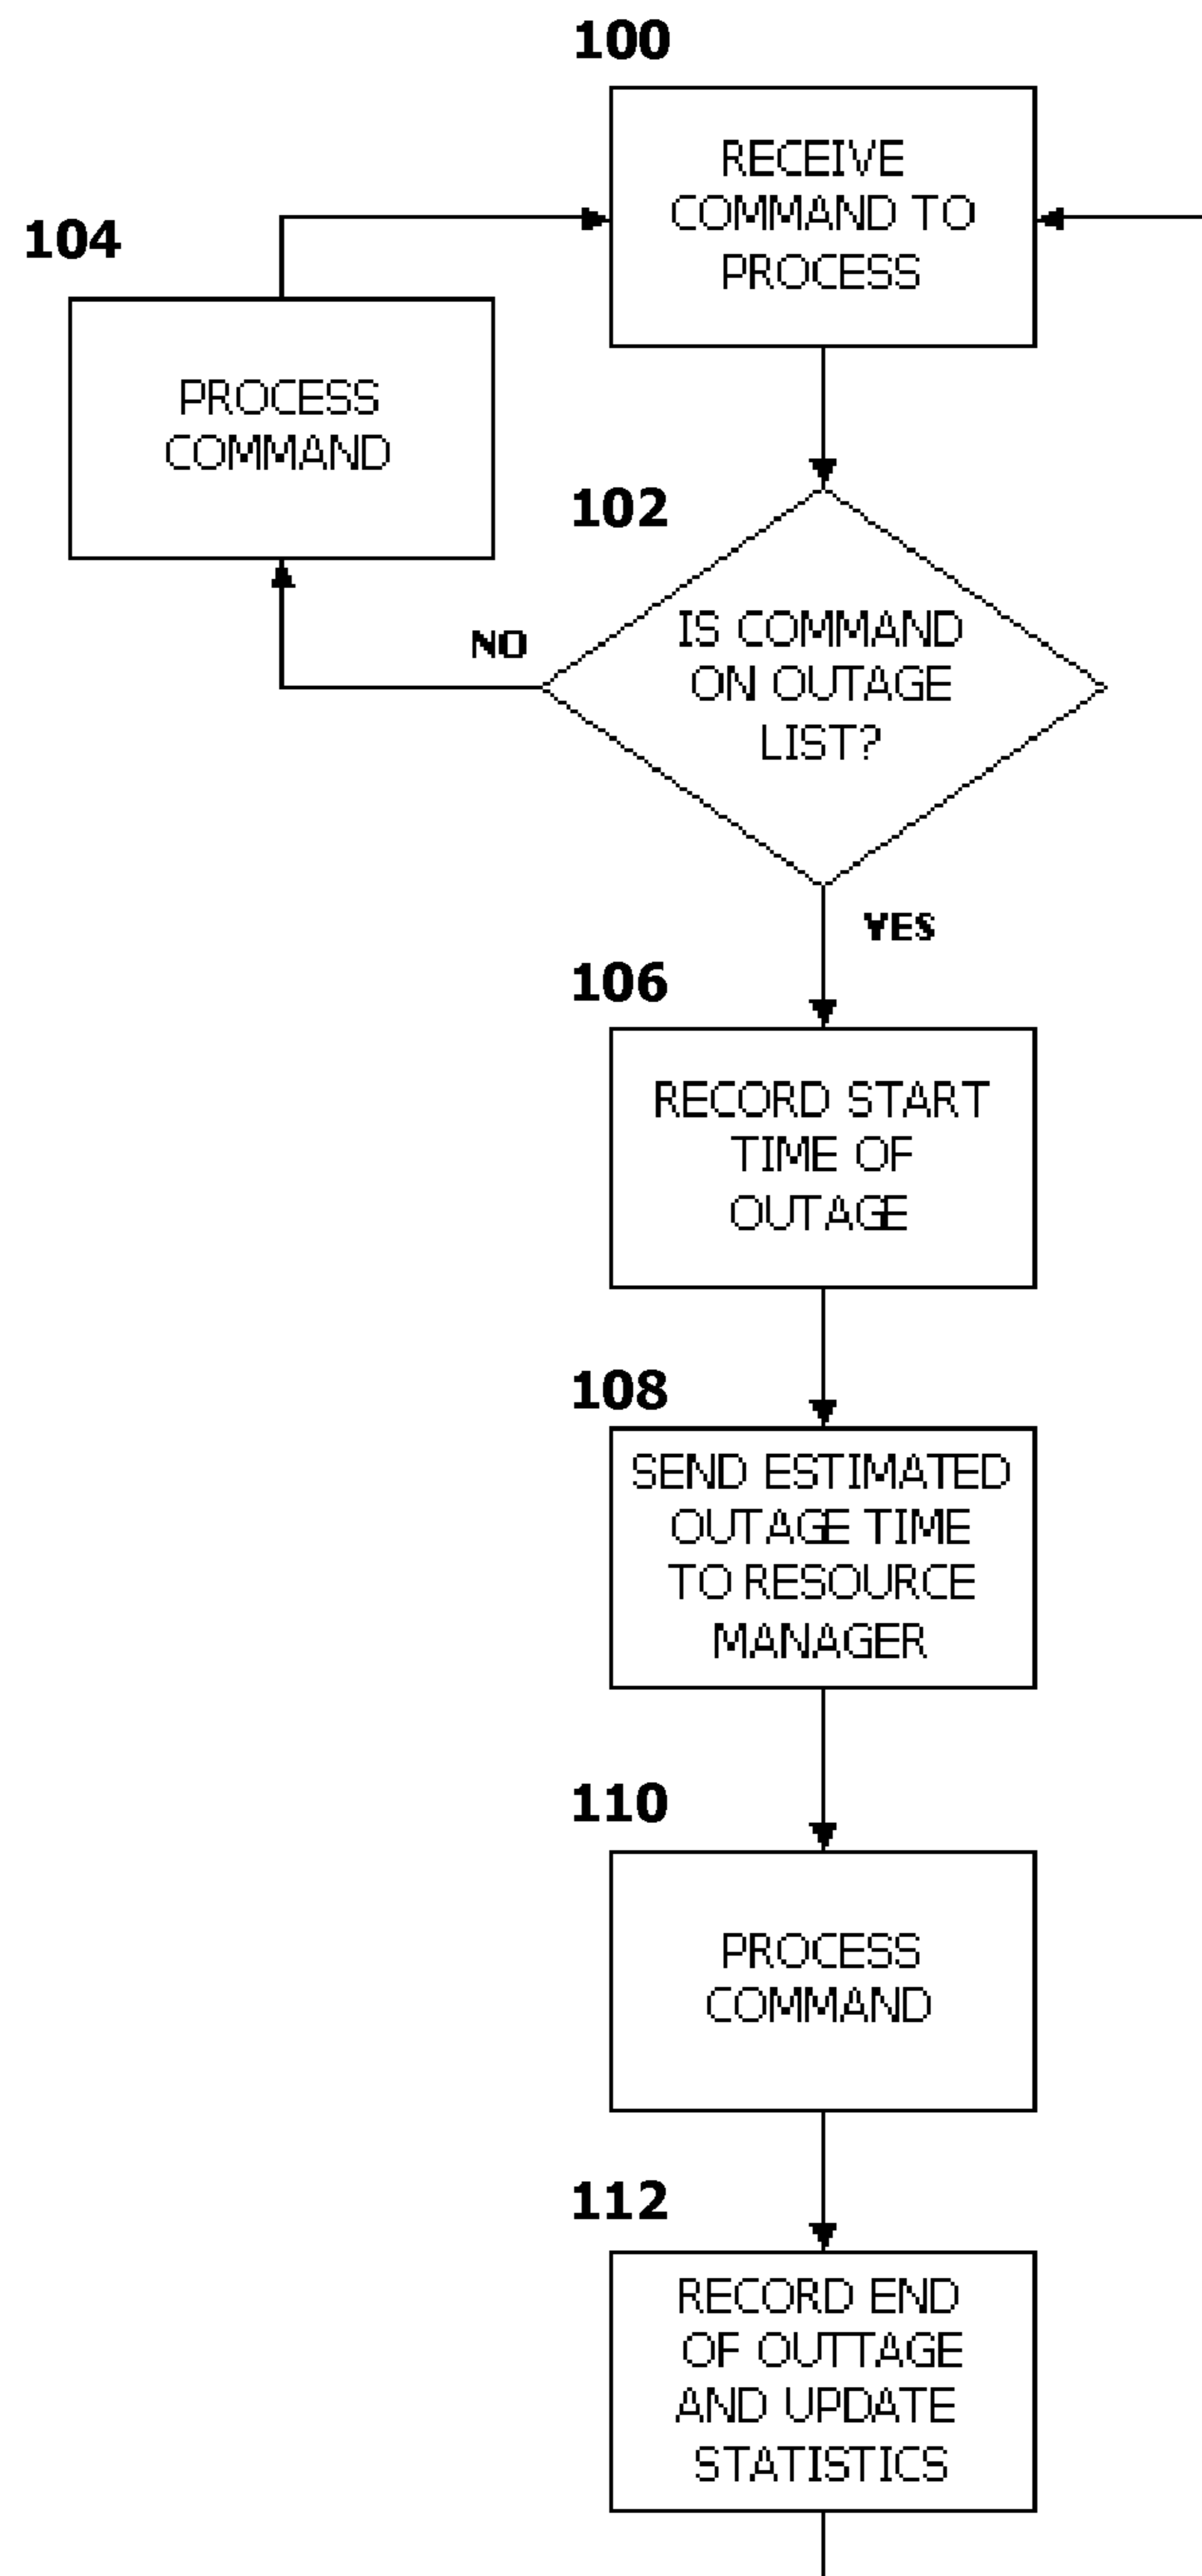 100
RECEIVE
COMMAND TO
PROCESS
104
PROCESS
COMMAND
102
IS COMMAND
ON OUTAGE
LIST?
NO
YES
106
RECORD START
TIME OF
OUTAGE
108
SEND ESTIMATED
OUTAGE TIME
TO RESOURCE
MANAGER
110
PROCESS
COMMAND
112
RECORD END
OF OUTTAGE
AND UPDATE
STATISTICS